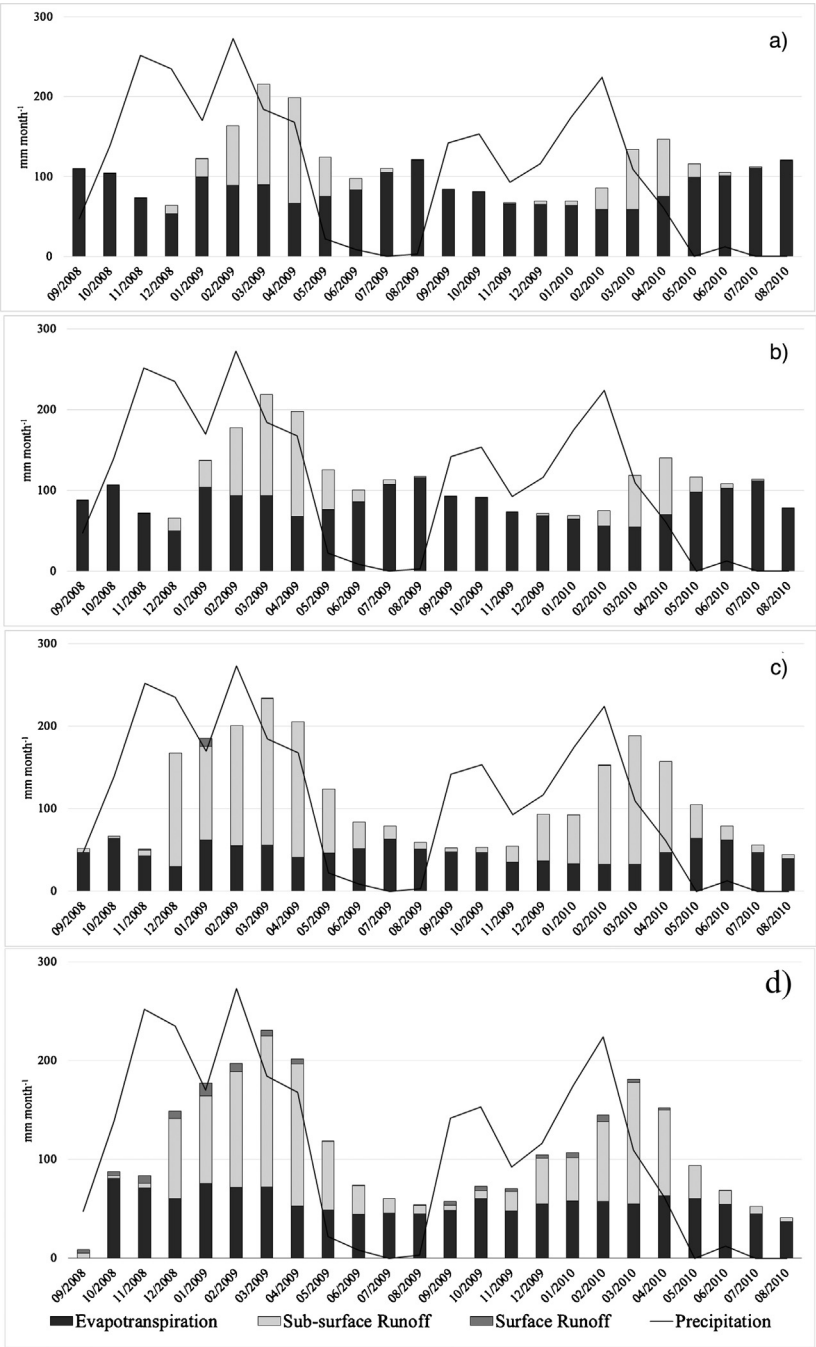 a)
300
200
100
0
mm month-1
09/2008 10/2008 11/2008 12/2008 01/2009 02/2009 03/2009 04/2009 05/2009 06/2009 07/2009 08/2009 09/2009 10/2009 11/2009 12/2009 01/2010 02/2010 03/2010 04/2010 05/2010 06/2010 07/2010 08/2010
b)
300
200
100
0
mm month-1
09/2008 10/2008 11/2008 12/2008 01/2009 02/2009 03/2009 04/2009 05/2009 06/2009 07/2009 08/2009 09/2009 10/2009 11/2009 12/2009 01/2010 02/2010 03/2010 04/2010 05/2010 06/2010 07/2010 08/2010
c)
300
200
100
0
mm month-1
09/2008 10/2008 11/2008 12/2008 01/2009 02/2009 03/2009 04/2009 05/2009 06/2009 07/2009 08/2009 09/2009 10/2009 11/2009 12/2009 01/2010 02/2010 03/2010 04/2010 05/2010 06/2010 07/2010 08/2010
d)
300
200
100
0
mm month-1
09/2008 10/2008 11/2008 12/2008 01/2009 02/2009 03/2009 04/2009 05/2009 06/2009 07/2009 08/2009 09/2009 10/2009 11/2009 12/2009 01/2010 02/2010 03/2010 04/2010 05/2010 06/2010 07/2010 08/2010
Evapotranspiration Sub-surface Runoff Surface Runoff Precipitation